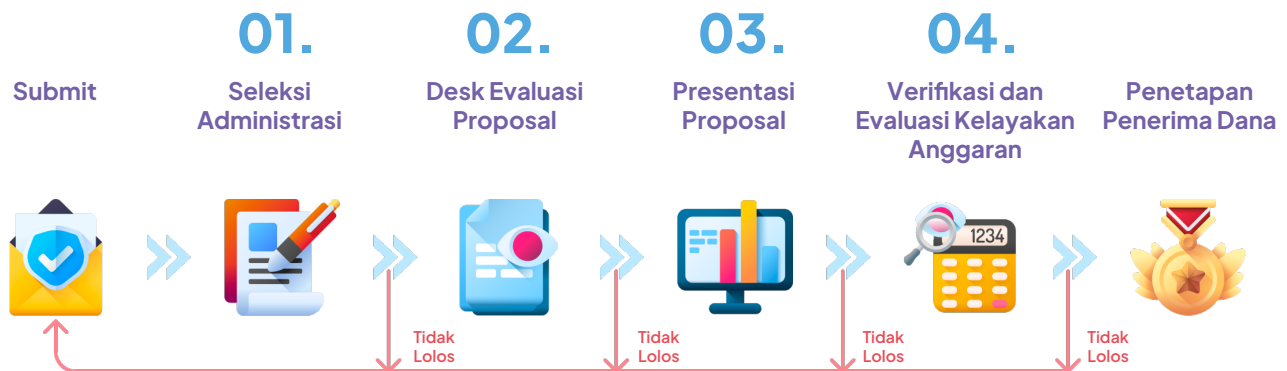 01.
02.
03.
04.
Submit
Seleksi
Administrasi
Desk Evaluasi
Proposal
Presentasi
Proposal
Verifikasi dan
Evaluasi Kelayakan
Anggaran
Penetapan
Penerima Dana
1234
Tidak
Lolos
Tidak
Lolos
Tidak
Lolos
Tidak
Lolos